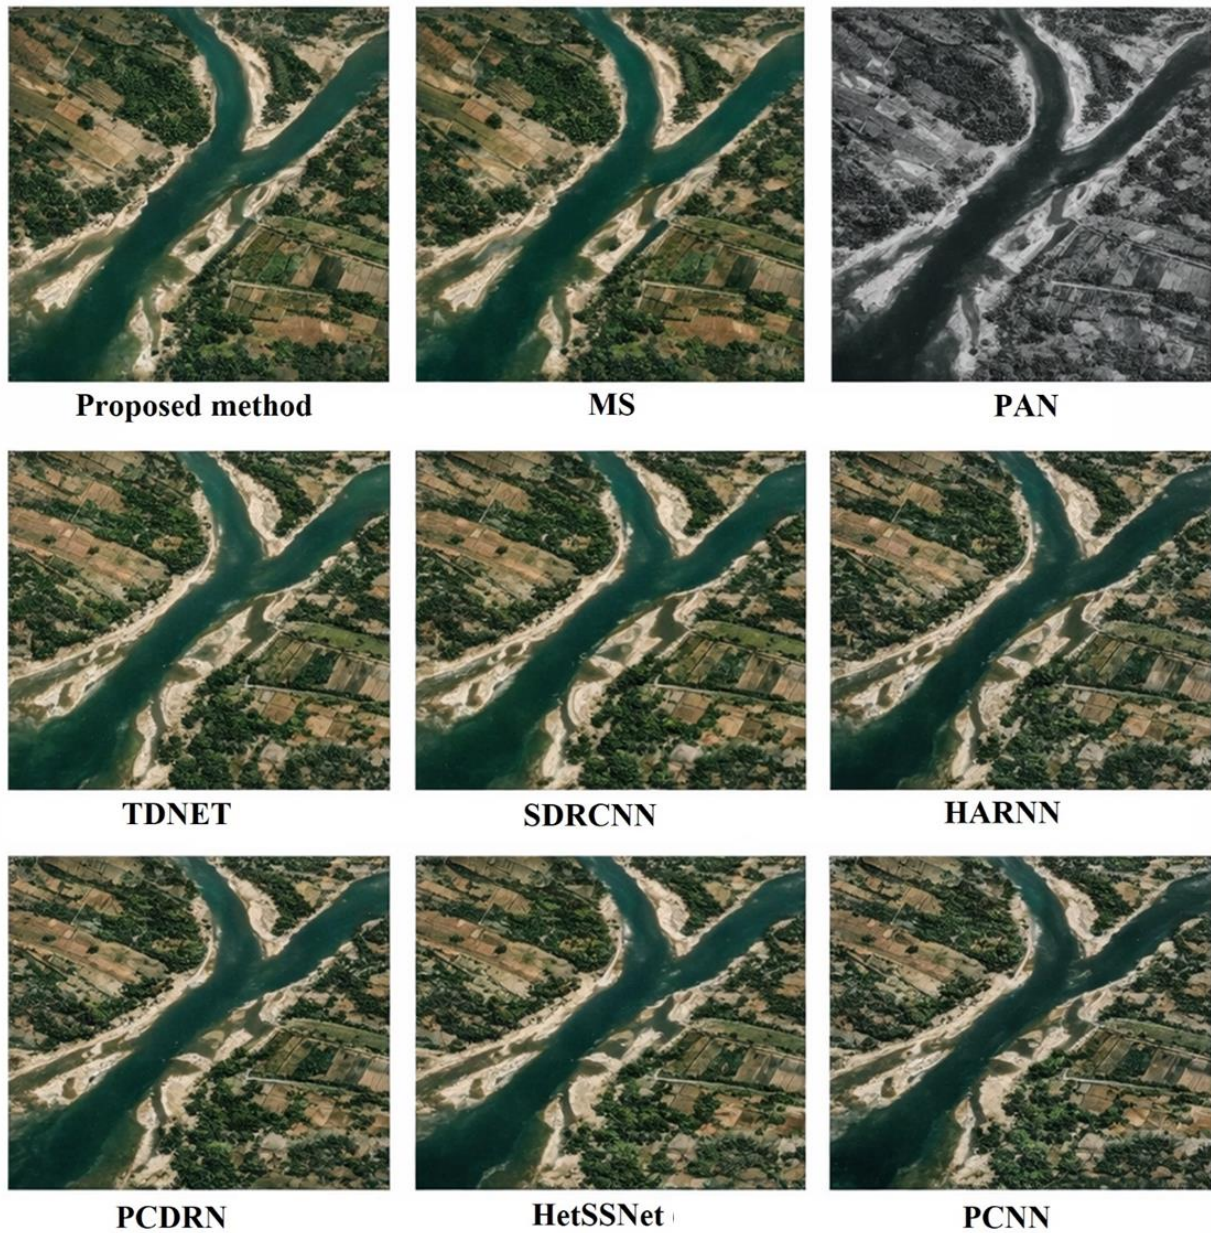 Proposed method
MS
PAN
TDNET
SDRCNN
HARNN
PCDRN
HetSSNet
PCNN